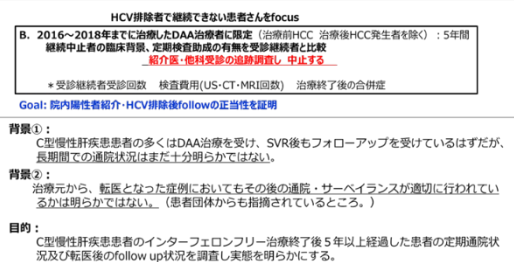 HCV排除者で継続できない患者さんをfocus
B. 2016～2018年までに治療したDAA治療者に限定（治療前HCC 治療後HCC発生者を除く）：5年間
継続中止者の臨床背景、定期検査助成の有無を受診継続者と比較
紹介医・他科受診の追跡調査し 中止する
＊受診継続者受診回数 検査費用(US・CT・MRI回数) 治療終了後の合併症
Goal: 院内陽性者紹介・HCV排除後followの正当性を証明
背景①：
C型慢性肝疾患患者の多くはDAA治療を受け、SVR後もフォローアップを受けているはずだが、
長期間での通院状況はまだ十分明らかではない。
背景②：
治療元から、転医となった症例においてもその後の通院・サーベイランスが適切に行われてい
るかは明らかではない。（患者団体からも指摘されているところ。）
目的：
C型慢性肝疾患患者のインターフェロンフリー治療終了後５年以上経過した患者の定期通院状
況及び転医後のfollow up状況を調査し実態を明らかにする。